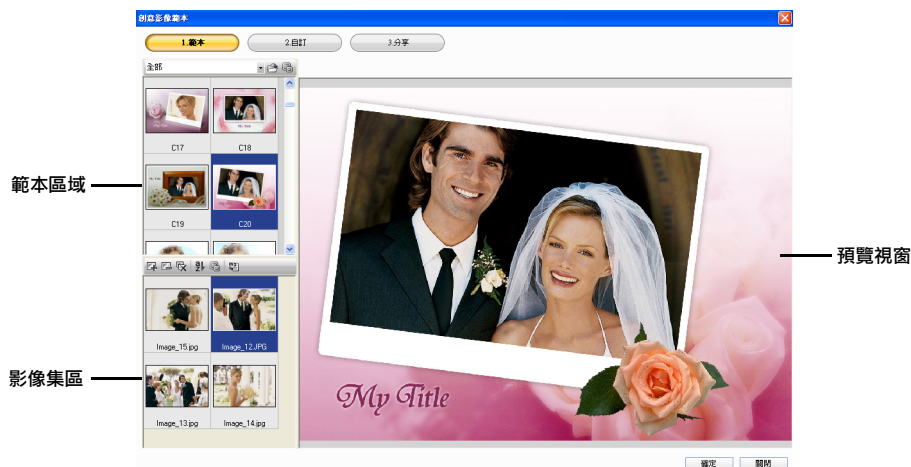 創意影像範本
1.範本
2.自訂
3.分享
全部
C17
C18
C19
C20
範本區域
預覽視窗
影像集區
Image_15.jpg
Image_12.JPG
Image_13.jpg
Image_14.jpg
My Title
確定
關閉